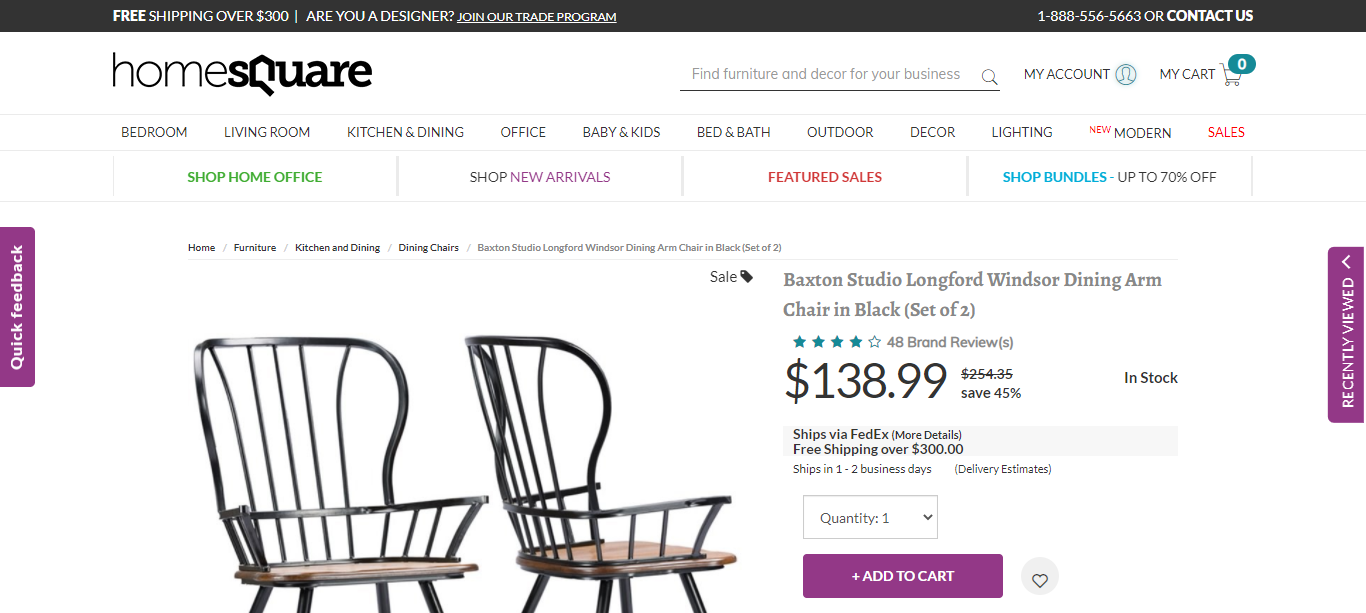 FREE SHIPPING OVER $300 | ARE YOU A DESIGNER? JOIN OUR TRADE PROGRAM
1-888-556-5663 OR CONTACT US
homesquare
Find furniture and decor for your business
MY ACCOUNT
MY CART
0
BEDROOM LIVING ROOM KITCHEN & DINING OFFICE BABY & KIDS BED & BATH OUTDOOR DECOR LIGHTING NEW MODERN SALES
SHOP HOME OFFICE
SHOP NEW ARRIVALS
FEATURED SALES
SHOP BUNDLES - UP TO 70% OFF
Quick feedback
RECENTLY VIEWED
Home / Furniture / Kitchen and Dining / Dining Chairs / Baxton Studio Longford Windsor Dining Arm Chair in Black (Set of 2)
Sale
Baxton Studio Longford Windsor Dining Arm
Chair in Black (Set of 2)
48 Brand Review(s)
$138.99
$254.35
save 45%
In Stock
Ships via FedEx (More Details)
Free Shipping over $300.00
Ships in 1 - 2 business days (Delivery Estimates)
Quantity: 1
+ ADD TO CART